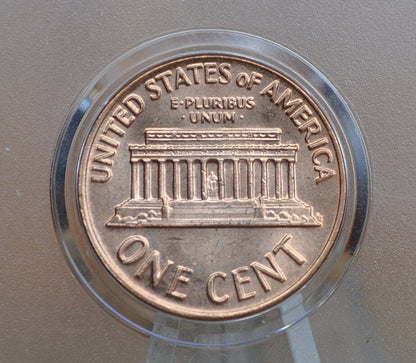 UNITED STATES OF AMERICA
E·PLURIBUS
·UNUM·
ONE CENT